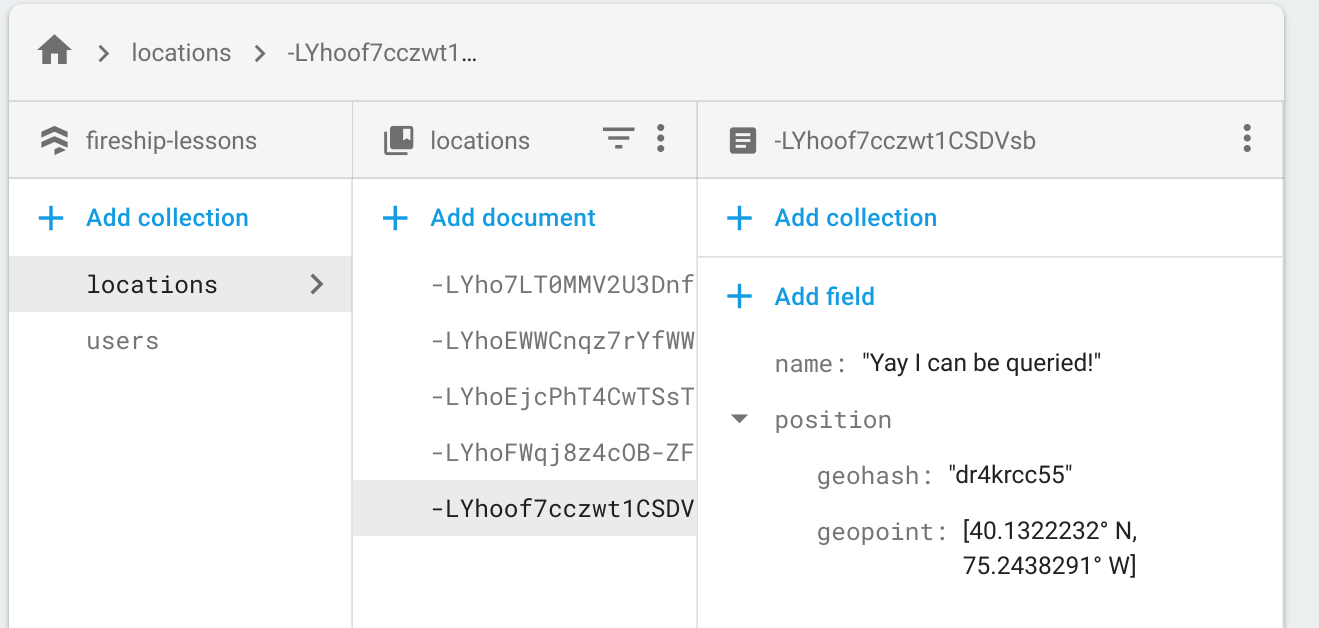 locations > -LYhoof7cczwt1...
fireship-lessons
Add collection
locations
users
locations
Add document
-LYho7LT0MMV2U3Dnf
-LYhoEWWCnqz7rYfWW
-LYhoEjcPhT4CwTSsT
-LYhoFWqj8z4cOB-ZF
-LYhoof7cczwt1CSDV
-LYhoof7cczwt1CSDVsb
Add collection
Add field
name: "Yay I can be queried!"
position
geohash: "dr4krcc55"
geopoint: [40.1322232° N,
75.2438291° W]